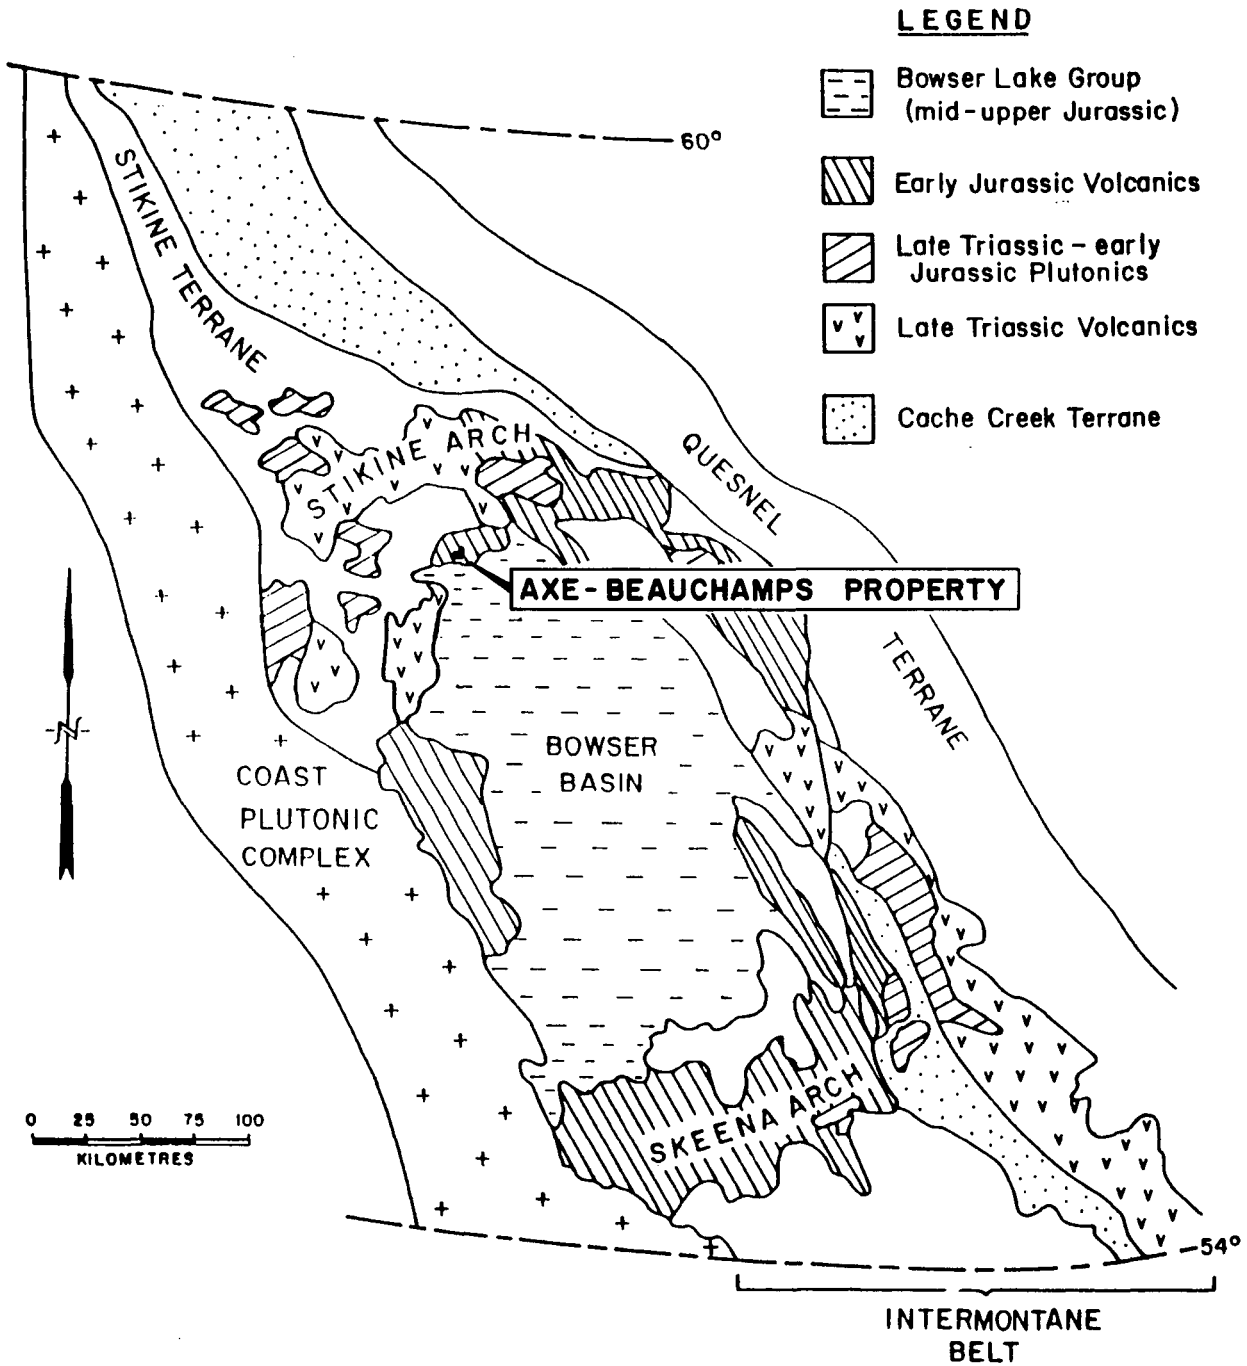 LEGEND
Bowser Lake Group
(mid-upper Jurassic)
Early Jurassic Volcanics
Late Triassic - early
Jurassic Plutonics
Late Triassic Volcanics
Cache Creek Terrane
60°
STIKINE TERRANE
STIKINE ARCH
QUESNEL
TERRANE
AXE-BEAUCHAMPS PROPERTY
N
BOWSER
BASIN
COAST
PLUTONIC
COMPLEX
SKEENA ARCH
0 25 50 75 100
KILOMETRES
54°
INTERMONTANE
BELT